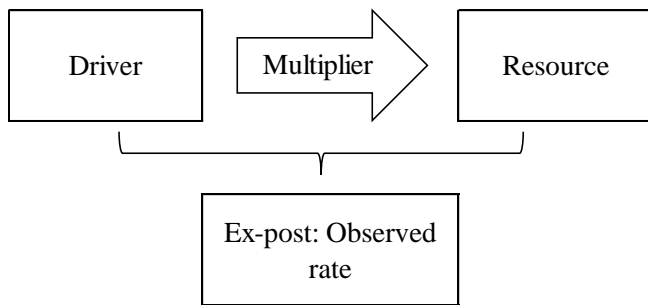 Driver
Multiplier
Resource
Ex-post: Observed
rate